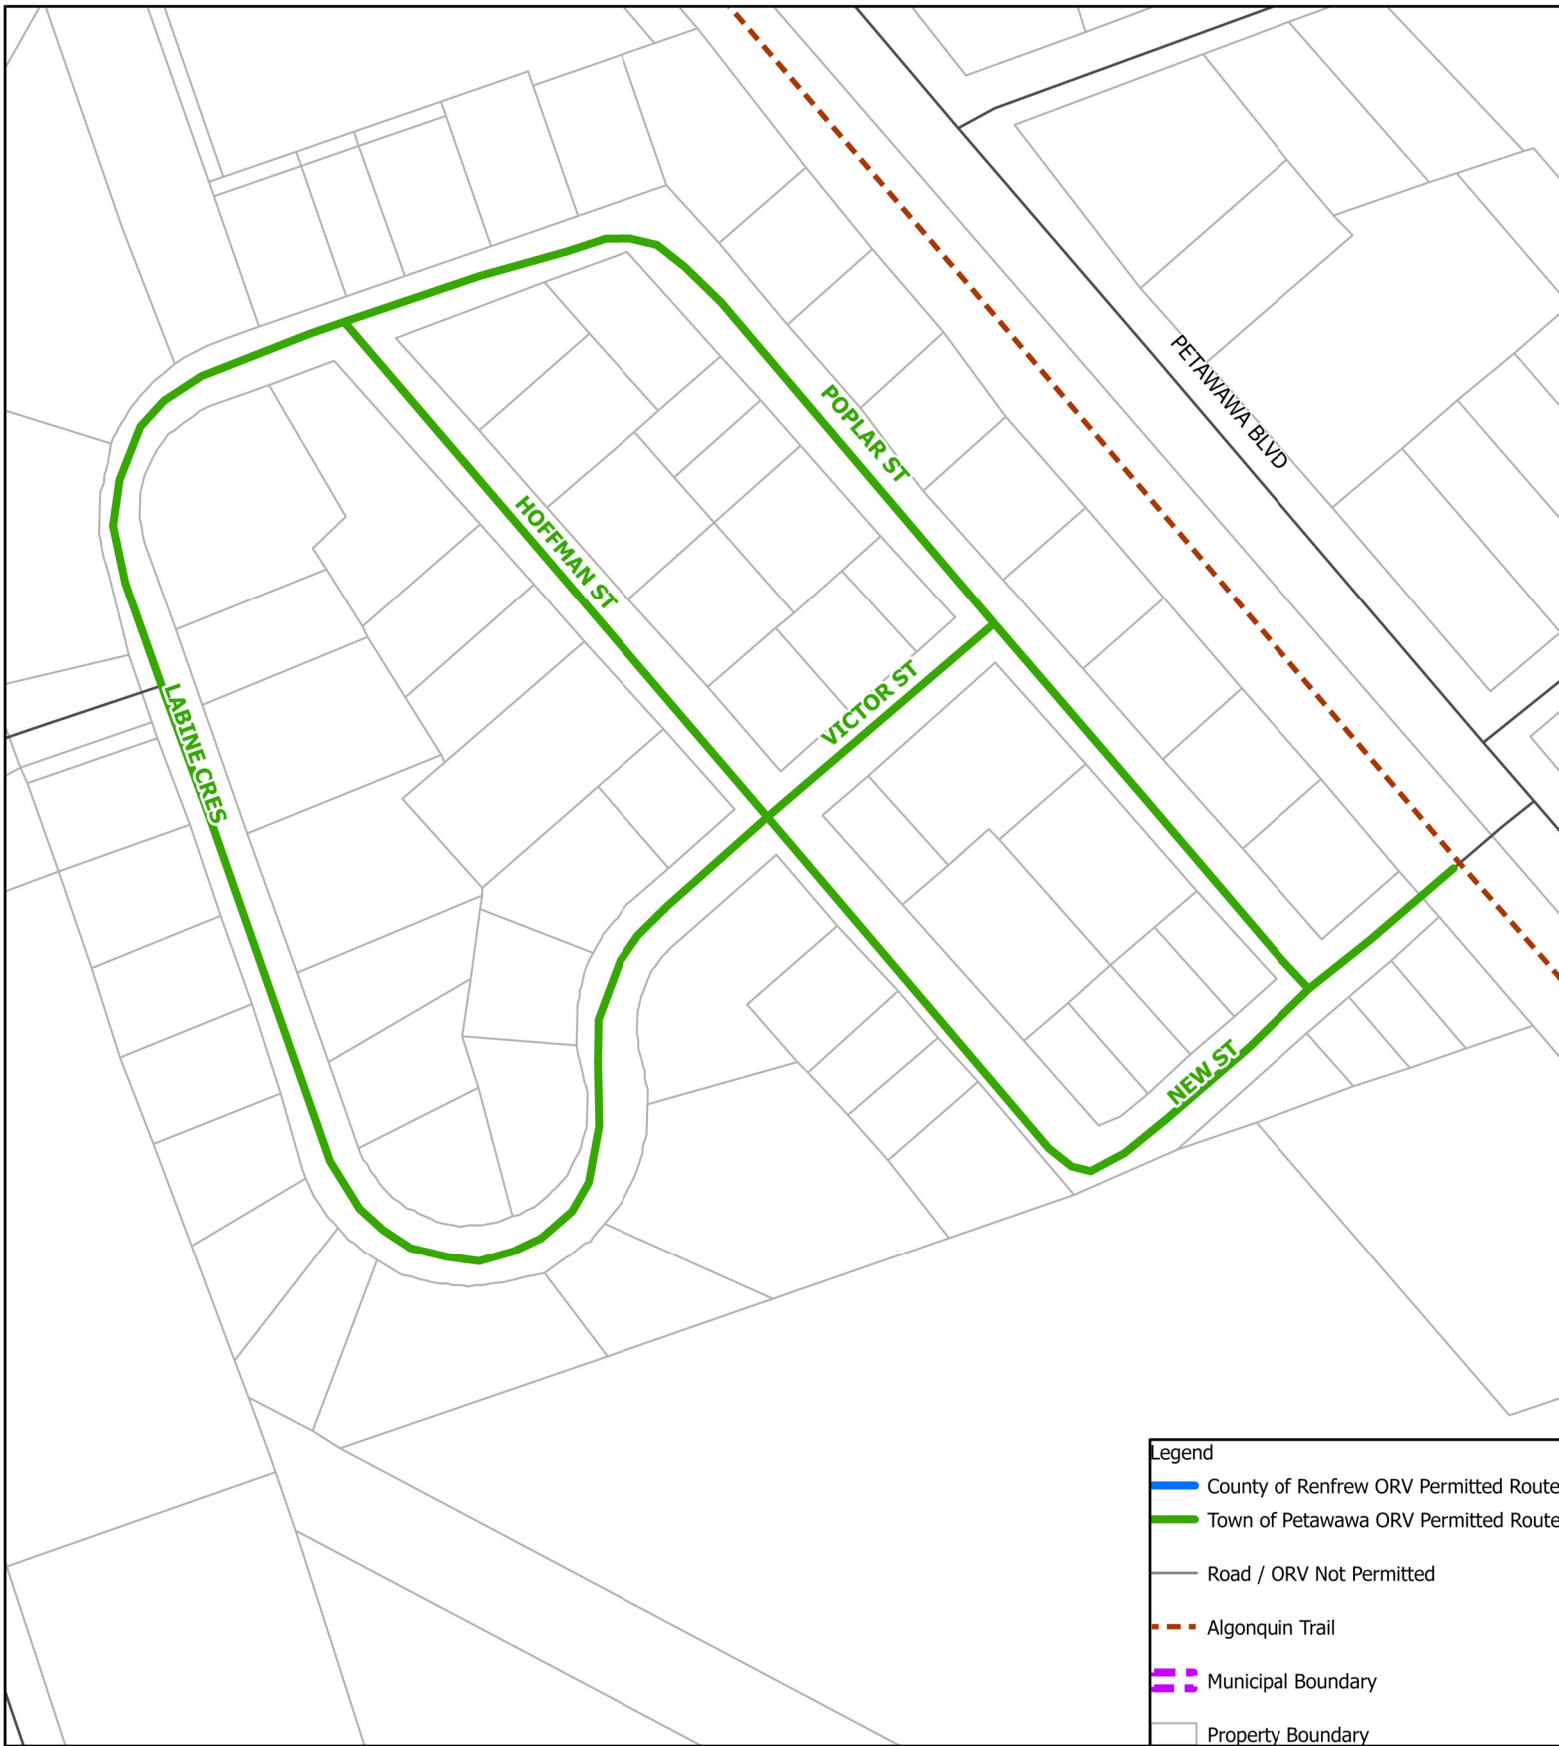 PETAWAWA BLVD
POPLAR ST
HOFFMAN ST
VICTOR ST
LABINE CRES
NEW ST
Legend
County of Renfrew ORV Permitted Route
Town of Petawawa ORV Permitted Route
Road / ORV Not Permitted
Algonquin Trail
Municipal Boundary
Property Boundary